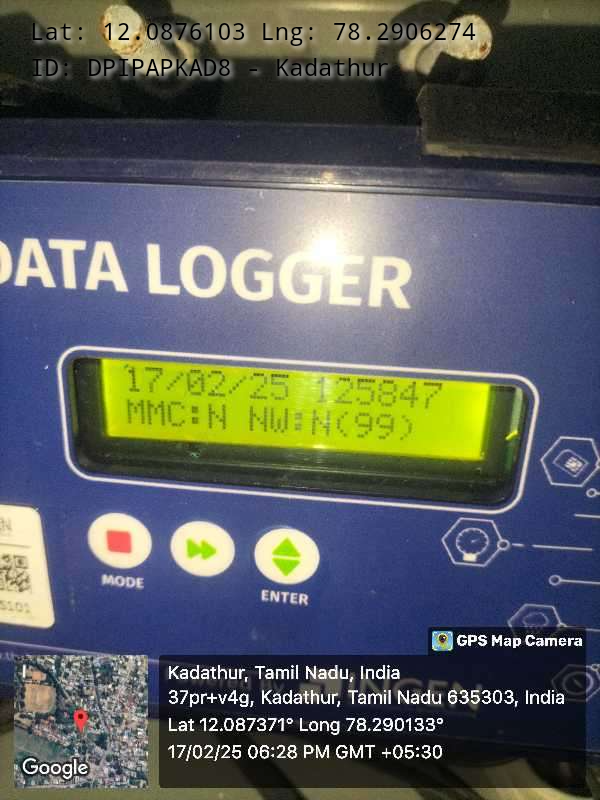 Lat: 12.0876103 Lng: 78.2906274
ID: DPIPAPKAD8 - Kadathur
DATA LOGGER
17/02/25 125847
MMC:N NW:N(99)
MODE
ENTER
5101
GPS Map Camera
Kadathur, Tamil Nadu, India
37pr+v4g, Kadathur, Tamil Nadu 635303, India
Lat 12.087371° Long 78.290133°
17/02/25 06:28 PM GMT +05:30
Google